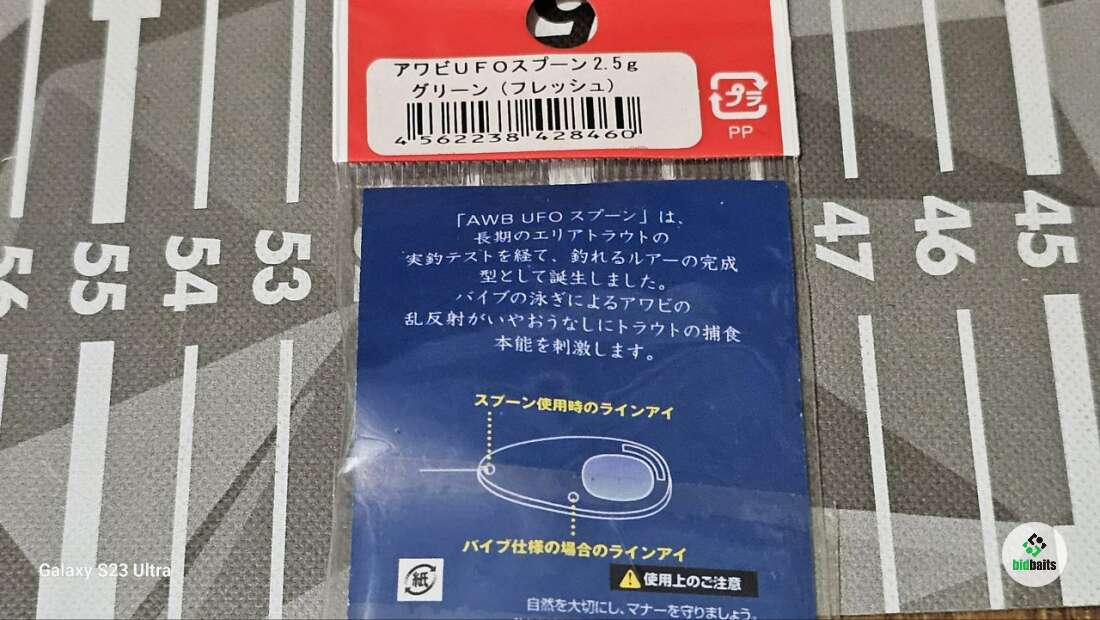 アワビUFOスプーン2.5g
グリーン（フレッシュ）
4 562238 428460
プラ
PP
「AWB UFO スプーン」は、
長期のエリアトラウトの
実釣テストを経て、釣れるルアーの完成
型として誕生しました。
バイブの泳ぎによるアワビの
乱反射がいやおうなしにトラウトの捕食
本能を刺激します。
スプーン使用時のラインアイ
バイブ仕様の場合のラインアイ
紙
使用上のご注意
自然を大切にし、マナーを守りましょう。
56
55
54
53
47
46
45
Galaxy S23 Ultra
bidbaits